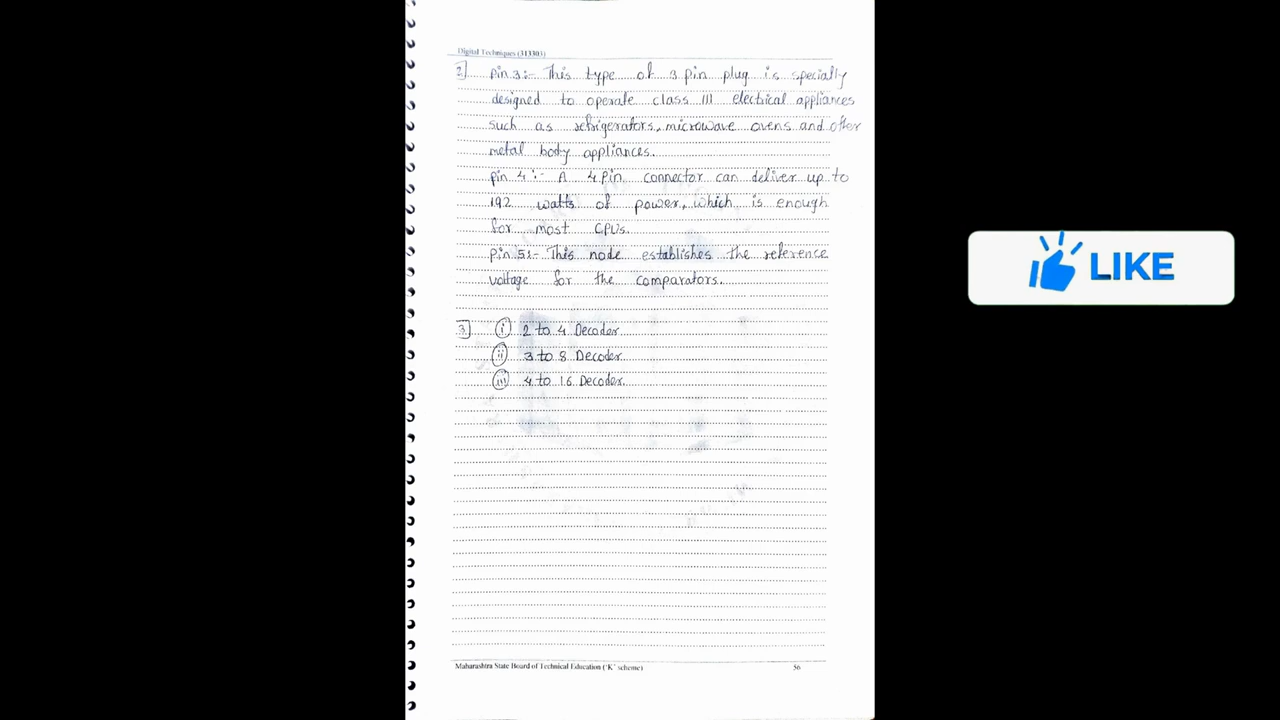 Digital Techniques (313303)
2 pin 3:- This type of 3 pin plug is specially
designed to operate class III electrical appliances
such as refrigerators, microwave ovens and other
metal body appliances.
pin 4:- A 4 Pin connector can deliver up to
192 watts of power, which is enough
for most CPUs.
Pin 5:- This node establishes the reference
voltage for the comparators.
3 i 2 to 4 Decoder
ii 3 to 8 Decoder
iii 4 to 16 Decoder.
Maharashtra State Board of Technical Education ('K' scheme) 56
LIKE